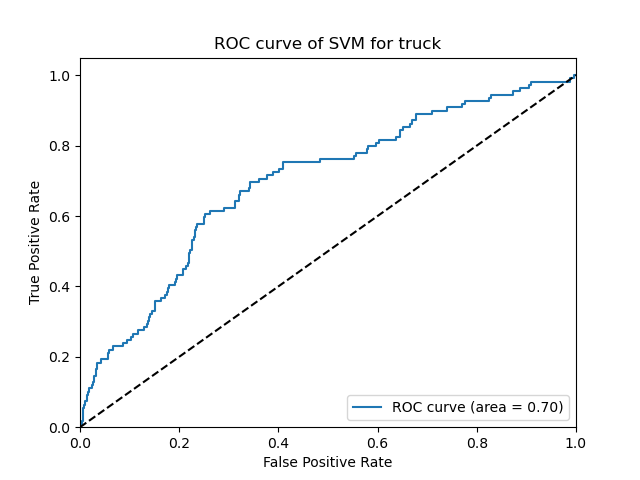 ROC curve of SVM for truck
1.0
0.8
0.6
0.4
0.2
0.0
True Positive Rate
ROC curve (area = 0.70)
0.0 0.2 0.4 0.6 0.8 1.0
False Positive Rate